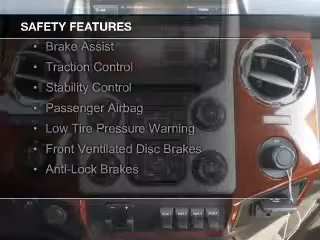 SAFETY FEATURES
• Brake Assist
• Traction Control
• Stability Control
• Passenger Airbag
• Low Tire Pressure Warning
• Front Ventilated Disc Brakes
• Anti-Lock Brakes